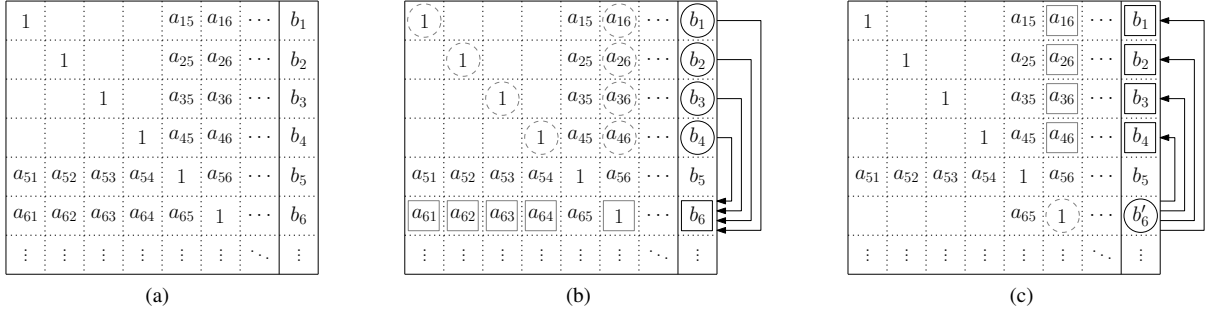 1 a15 a16 ⋯ b1
1 a25 a26 ⋯ b2
1 a35 a36 ⋯ b3
1 a45 a46 ⋯ b4
a51 a52 a53 a54 1 a56 ⋯ b5
a61 a62 a63 a64 a65 1 ⋯ b6
⋮ ⋮ ⋮ ⋮ ⋮ ⋮ ⋱ ⋮
(a)
1 a15 a16 ⋯ b1
1 a25 a26 ⋯ b2
1 a35 a36 ⋯ b3
1 a45 a46 ⋯ b4
a51 a52 a53 a54 1 a56 ⋯ b5
a61 a62 a63 a64 a65 1 ⋯ b6
⋮ ⋮ ⋮ ⋮ ⋮ ⋮ ⋱ ⋮
(b)
1 a15 a16 ⋯ b1
1 a25 a26 ⋯ b2
1 a35 a36 ⋯ b3
1 a45 a46 ⋯ b4
a51 a52 a53 a54 1 a56 ⋯ b5
a65 1 ⋯ b′6
⋮ ⋮ ⋮ ⋮ ⋮ ⋮ ⋱ ⋮
(c)